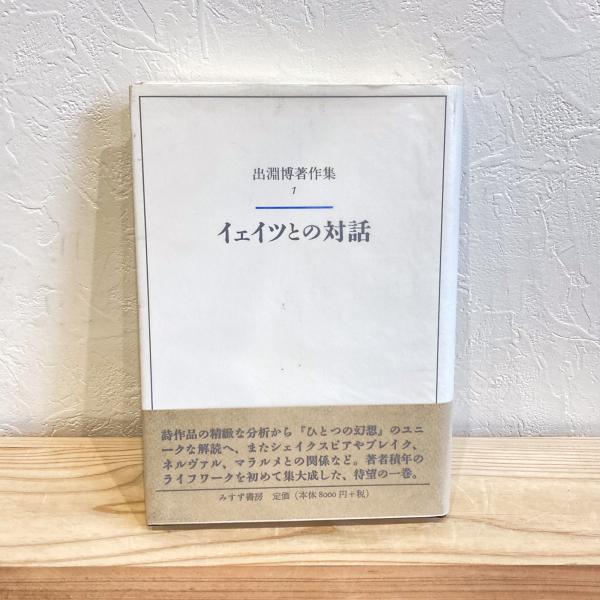 出淵博著作集
1
イェイツとの対話
詩作品の精緻な分析から『ひとつの幻想』のユニ
ークな解読へ、またシェイクスピアやブレイク、
ネルヴァル、マラルメとの関係など。著者積年の
ライフワークを初めて集大成した、待望の一巻。
みすず書房 定価（本体8000円+税）